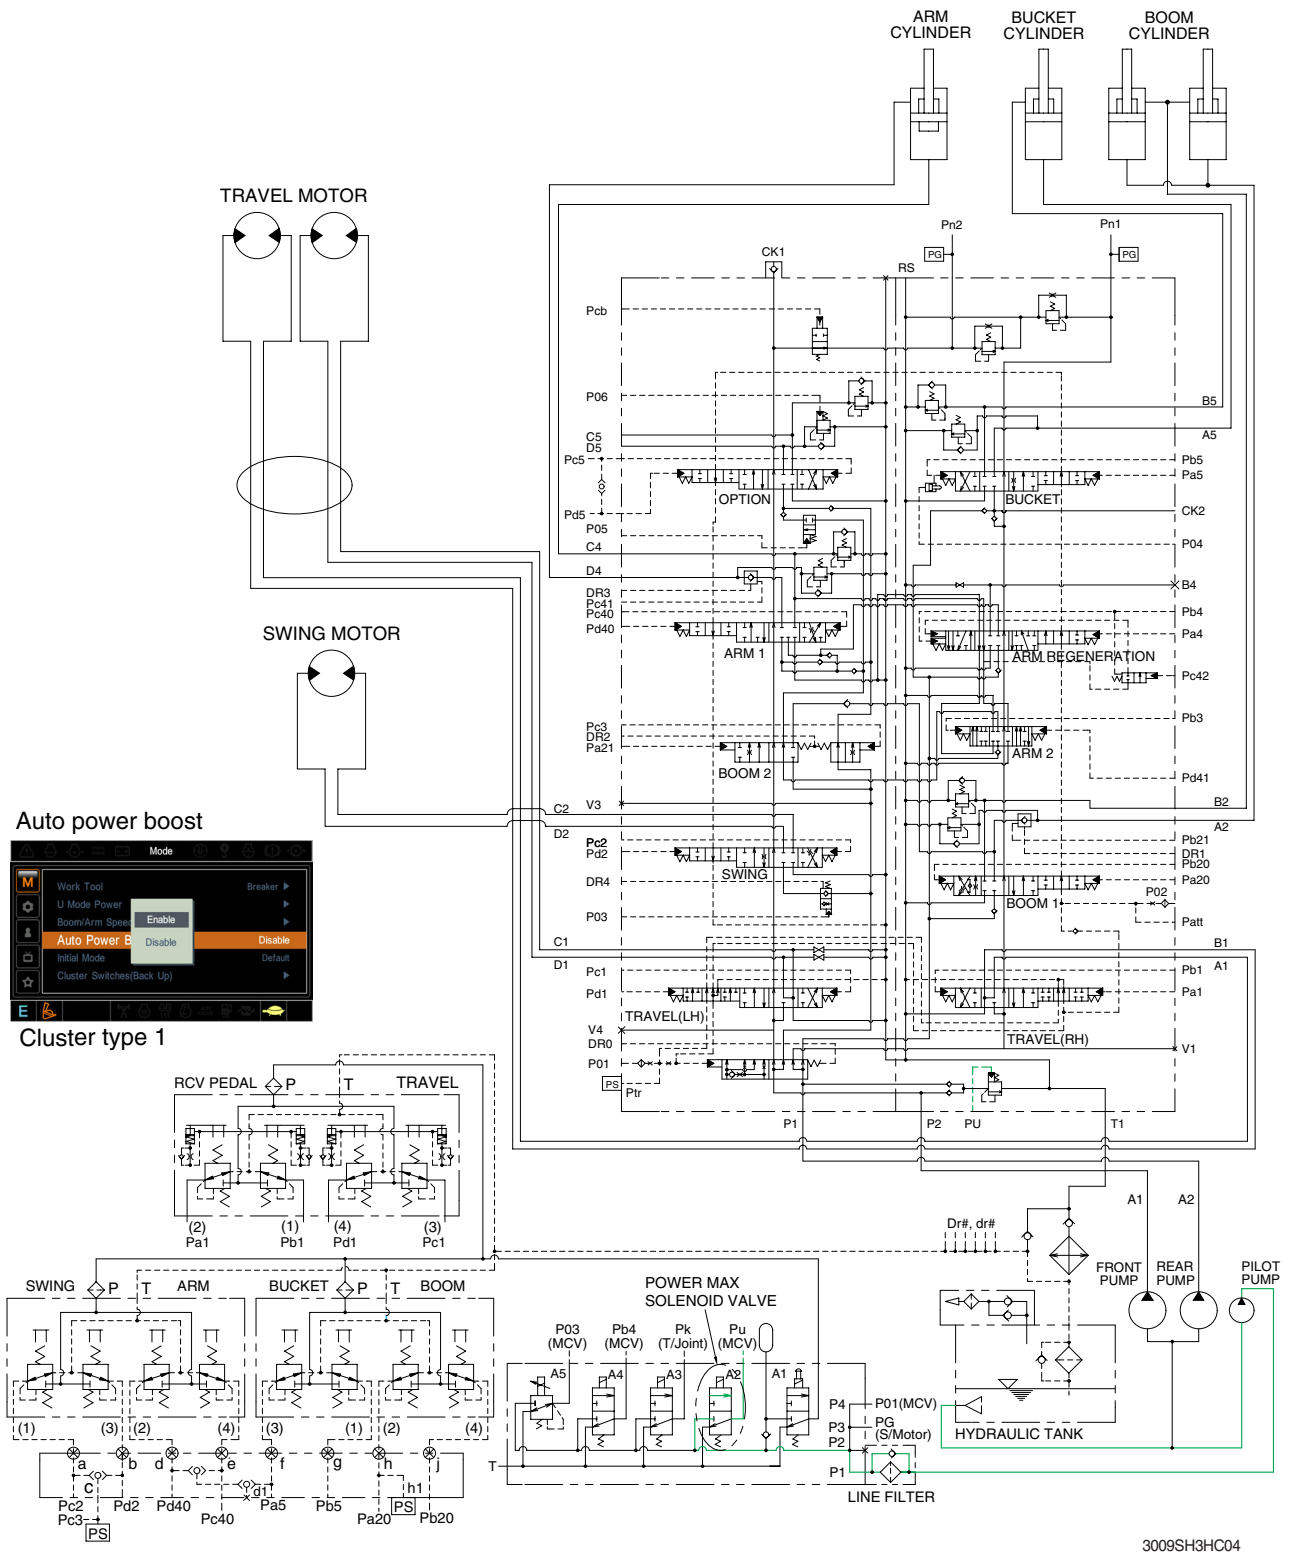 ARM
CYLINDER
BUCKET
CYLINDER
BOOM
CYLINDER
TRAVEL MOTOR
Pn2
Pn1
CK1
PG
PG
RS
Pcb
P06
B5
C5
D5
A5
Pc5
Pb5
Pa5
OPTION
BUCKET
CK2
Pd5
P05
P04
C4
D4
B4
DR3
Pc41
Pc40
Pb4
Pd40
Pa4
SWING MOTOR
ARM 1
ARM REGENERATION
Pc42
Pb3
Pc3
DR2
Pa21
BOOM 2
ARM 2
Pd41
C2
V3
B2
Auto power boost
D2
A2
Pc2
Pd2
Pb21
DR1
Pb20
Pa20
SWING
DR4
BOOM 1
P02
P03
Patt
Mode
M
Work Tool
Breaker
U Mode Power
Boom/Arm Speed
Enable
Auto Power B
Disable
Disable
Initial Mode
Default
Cluster Switches(Back Up)
E
C1
D1
B1
A1
Pc1
Pb1
Pd1
Pa1
TRAVEL(LH)
TRAVEL(RH)
V4
DR0
V1
P01
PS
Ptr
Cluster type 1
RCV PEDAL
P
T
TRAVEL
P1
P2
PU
T1
A1
A2
(2)
(1)
(4)
(3)
Pa1
Pb1
Pd1
Pc1
Dr#, dr#
FRONT
PUMP
REAR
PUMP
PILOT
PUMP
SWING
P
T
ARM
BUCKET
P
T
BOOM
POWER MAX
SOLENOID VALVE
P03
(MCV)
Pb4
(MCV)
Pk
(T/Joint)
Pu
(MCV)
A5
A4
A3
A2
A1
P4
P01(MCV)
P3
PG
(S/Motor)
P2
P1
T
HYDRAULIC TANK
LINE FILTER
(1)
(3)
(2)
(4)
(3)
(1)
(2)
(4)
a
b
d
e
f
g
h
j
c
d1
h1
Pc2
Pd2
Pd40
Pa5
Pb5
PS
Pc3
PS
Pc40
Pa20
Pb20
3009SH3HC04